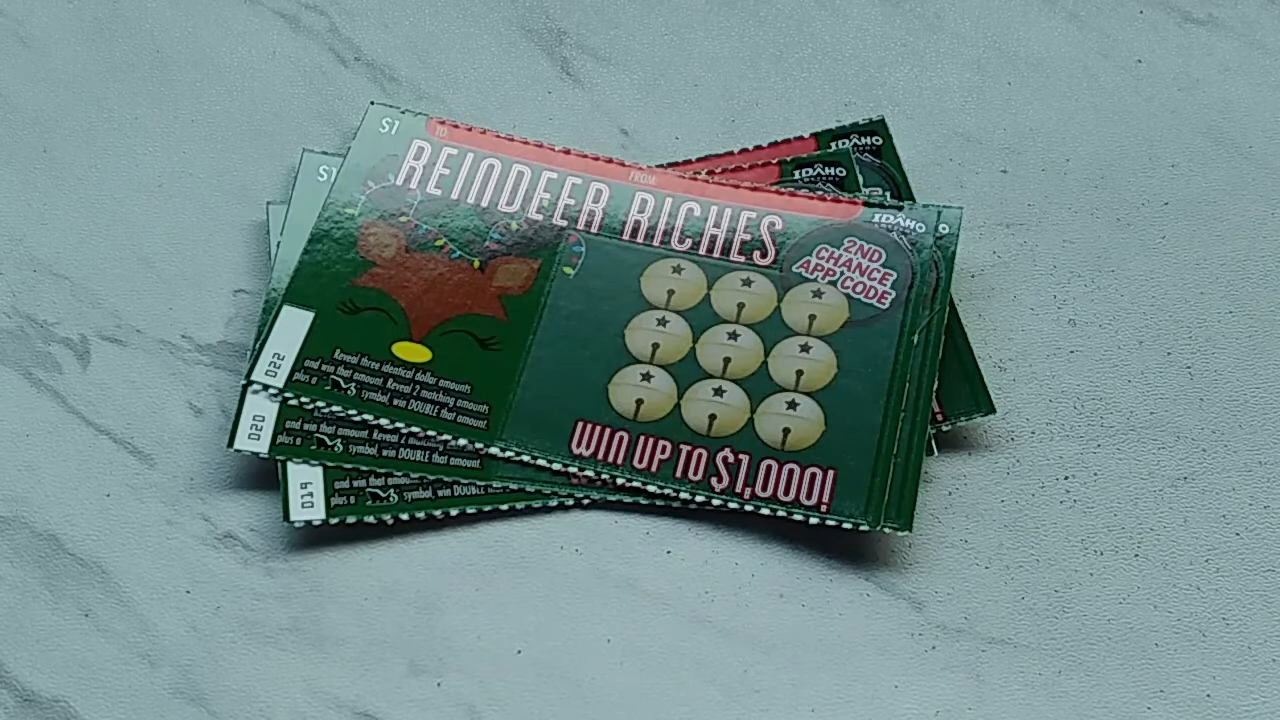 $1
TO:
FROM:
REINDEER RICHES
IDAHO
IDAHO
IDAHO
2ND
CHANCE
APP CODE
$1
022
Reveal three identical dollar amounts
and win that amount. Reveal 2 matching amounts
plus a symbol, win DOUBLE that amount.
WIN UP TO $1,000!
020
and win that amount. Reveal 2 matching
plus a symbol, win DOUBLE that amount.
019
and win that
plus a symbol, win DOUBLE